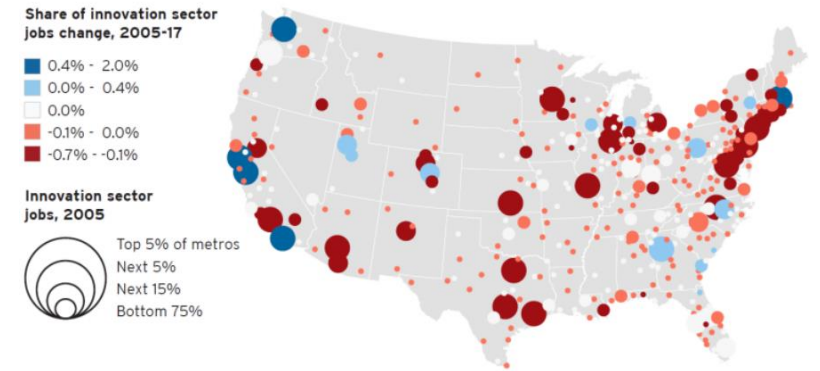 Share of innovation sector
jobs change, 2005-17
0.4% - 2.0%
0.0% - 0.4%
0.0%
-0.1% - 0.0%
-0.7% - -0.1%
Innovation sector
jobs, 2005
Top 5% of metros
Next 5%
Next 15%
Bottom 75%